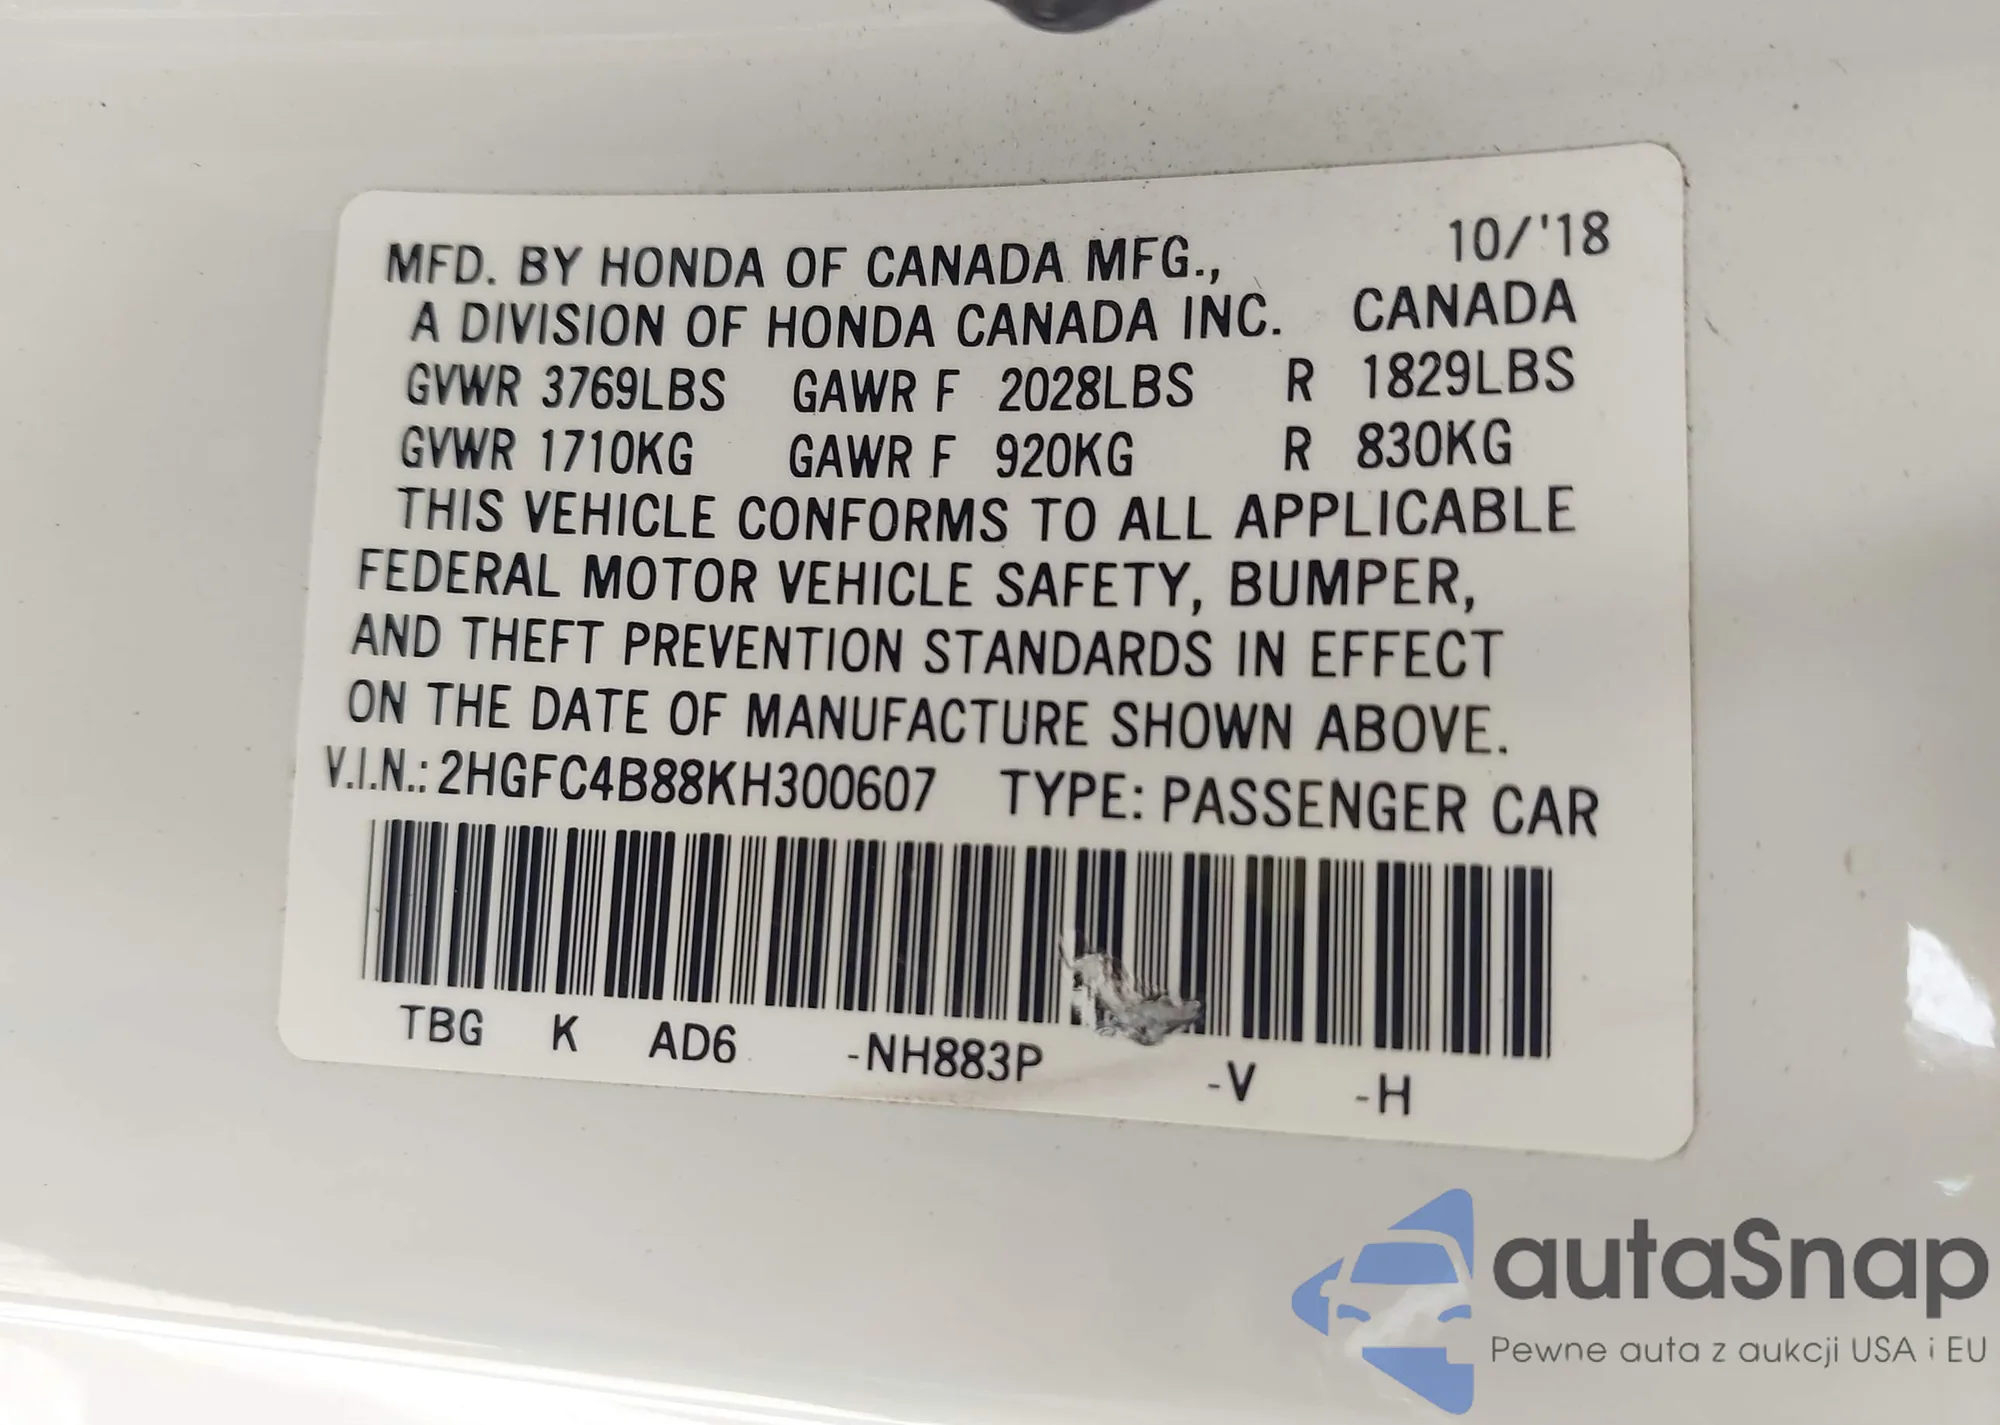 10/'18
MFD. BY HONDA OF CANADA MFG.,
A DIVISION OF HONDA CANADA INC. CANADA
GVWR 3769LBS GAWR F 2028LBS R 1829LBS
GVWR 1710KG GAWR F 920KG R 830KG
THIS VEHICLE CONFORMS TO ALL APPLICABLE
FEDERAL MOTOR VEHICLE SAFETY, BUMPER,
AND THEFT PREVENTION STANDARDS IN EFFECT
ON THE DATE OF MANUFACTURE SHOWN ABOVE.
V.I.N.: 2HGFC4B88KH300607 TYPE: PASSENGER CAR
TBG K AD6 -NH883P -V -H
autaSnap
Pewne auta z aukcji USA i EU